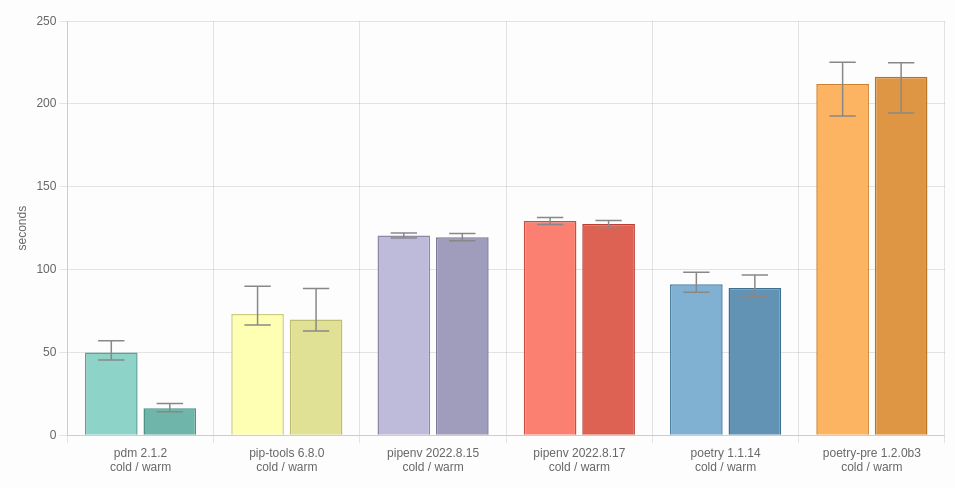 250
200
150
100
50
0
seconds
pdm 2.1.2
cold / warm
pip-tools 6.8.0
cold / warm
pipenv 2022.8.15
cold / warm
pipenv 2022.8.17
cold / warm
poetry 1.1.14
cold / warm
poetry-pre 1.2.0b3
cold / warm